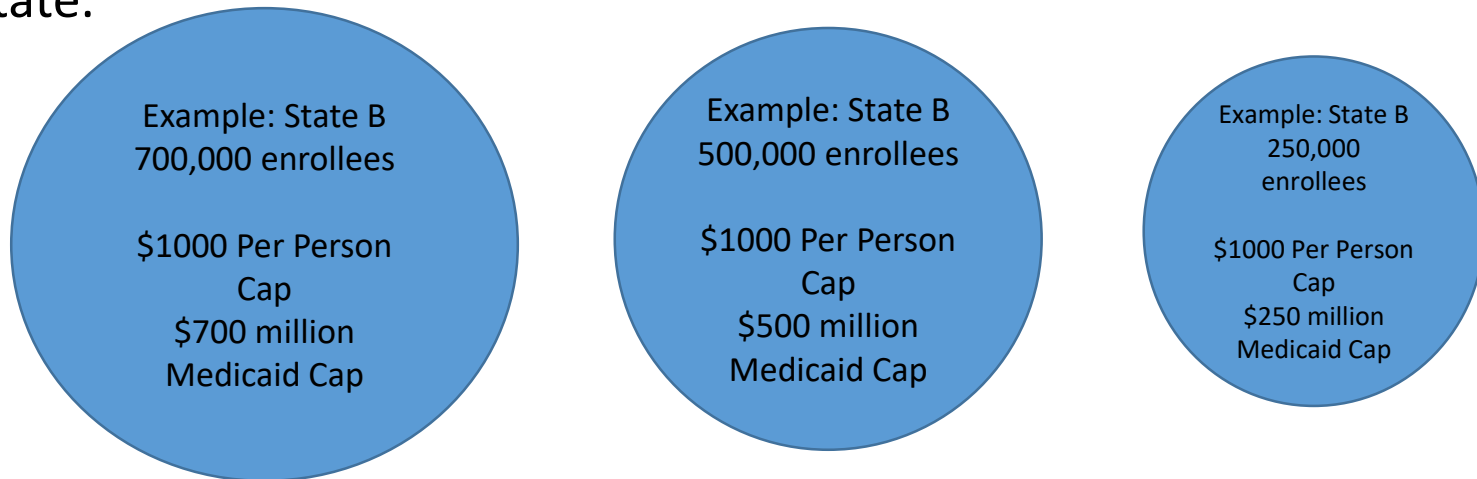 tate.
Example: State B
700,000 enrollees
$1000 Per Person
Cap
$700 million
Medicaid Cap
Example: State B
500,000 enrollees
$1000 Per Person
Cap
$500 million
Medicaid Cap
Example: State B
250,000
enrollees
$1000 Per Person
Cap
$250 million
Medicaid Cap